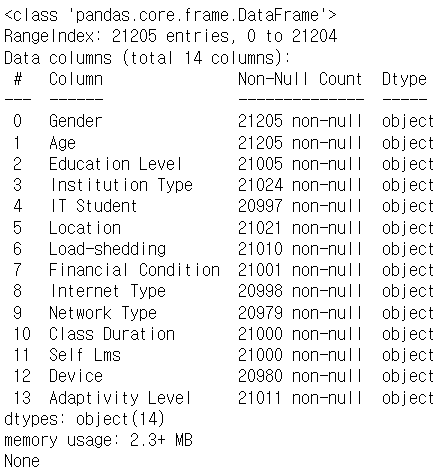 <class 'pandas.core.frame.DataFrame'>
RangeIndex: 21205 entries, 0 to 21204
Data columns (total 14 columns):
 #   Column               Non-Null Count  Dtype
---  ------               --------------  -----
 0   Gender               21205 non-null  object
 1   Age                  21205 non-null  object
 2   Education Level      21005 non-null  object
 3   Institution Type     21024 non-null  object
 4   IT Student           20997 non-null  object
 5   Location             21021 non-null  object
 6   Load-shedding        21010 non-null  object
 7   Financial Condition  21001 non-null  object
 8   Internet Type        20998 non-null  object
 9   Network Type         20979 non-null  object
 10  Class Duration       21000 non-null  object
 11  Self Lms             21000 non-null  object
 12  Device               20980 non-null  object
 13  Adaptivity Level     21011 non-null  object
dtypes: object(14)
memory usage: 2.3+ MB
None